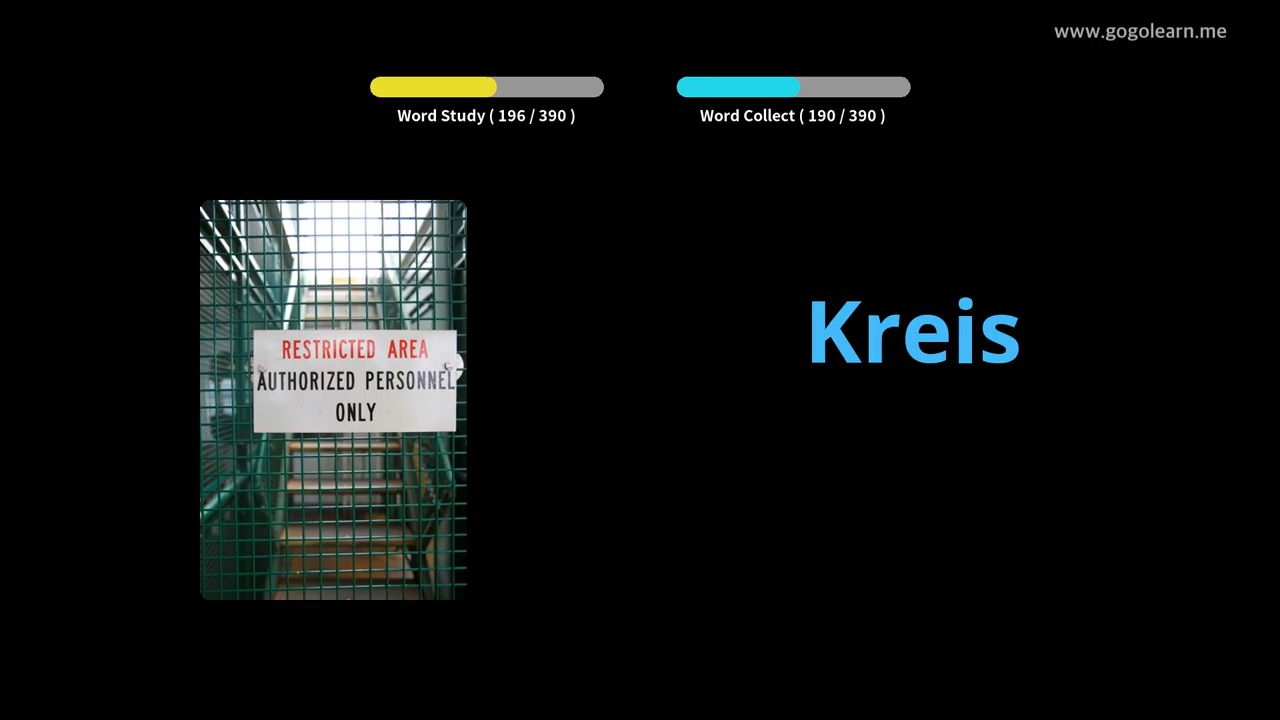 www.gogolearn.me
Word Study ( 196 / 390 )
Word Collect ( 190 / 390 )
RESTRICTED AREA
AUTHORIZED PERSONNEL
ONLY
Kreis